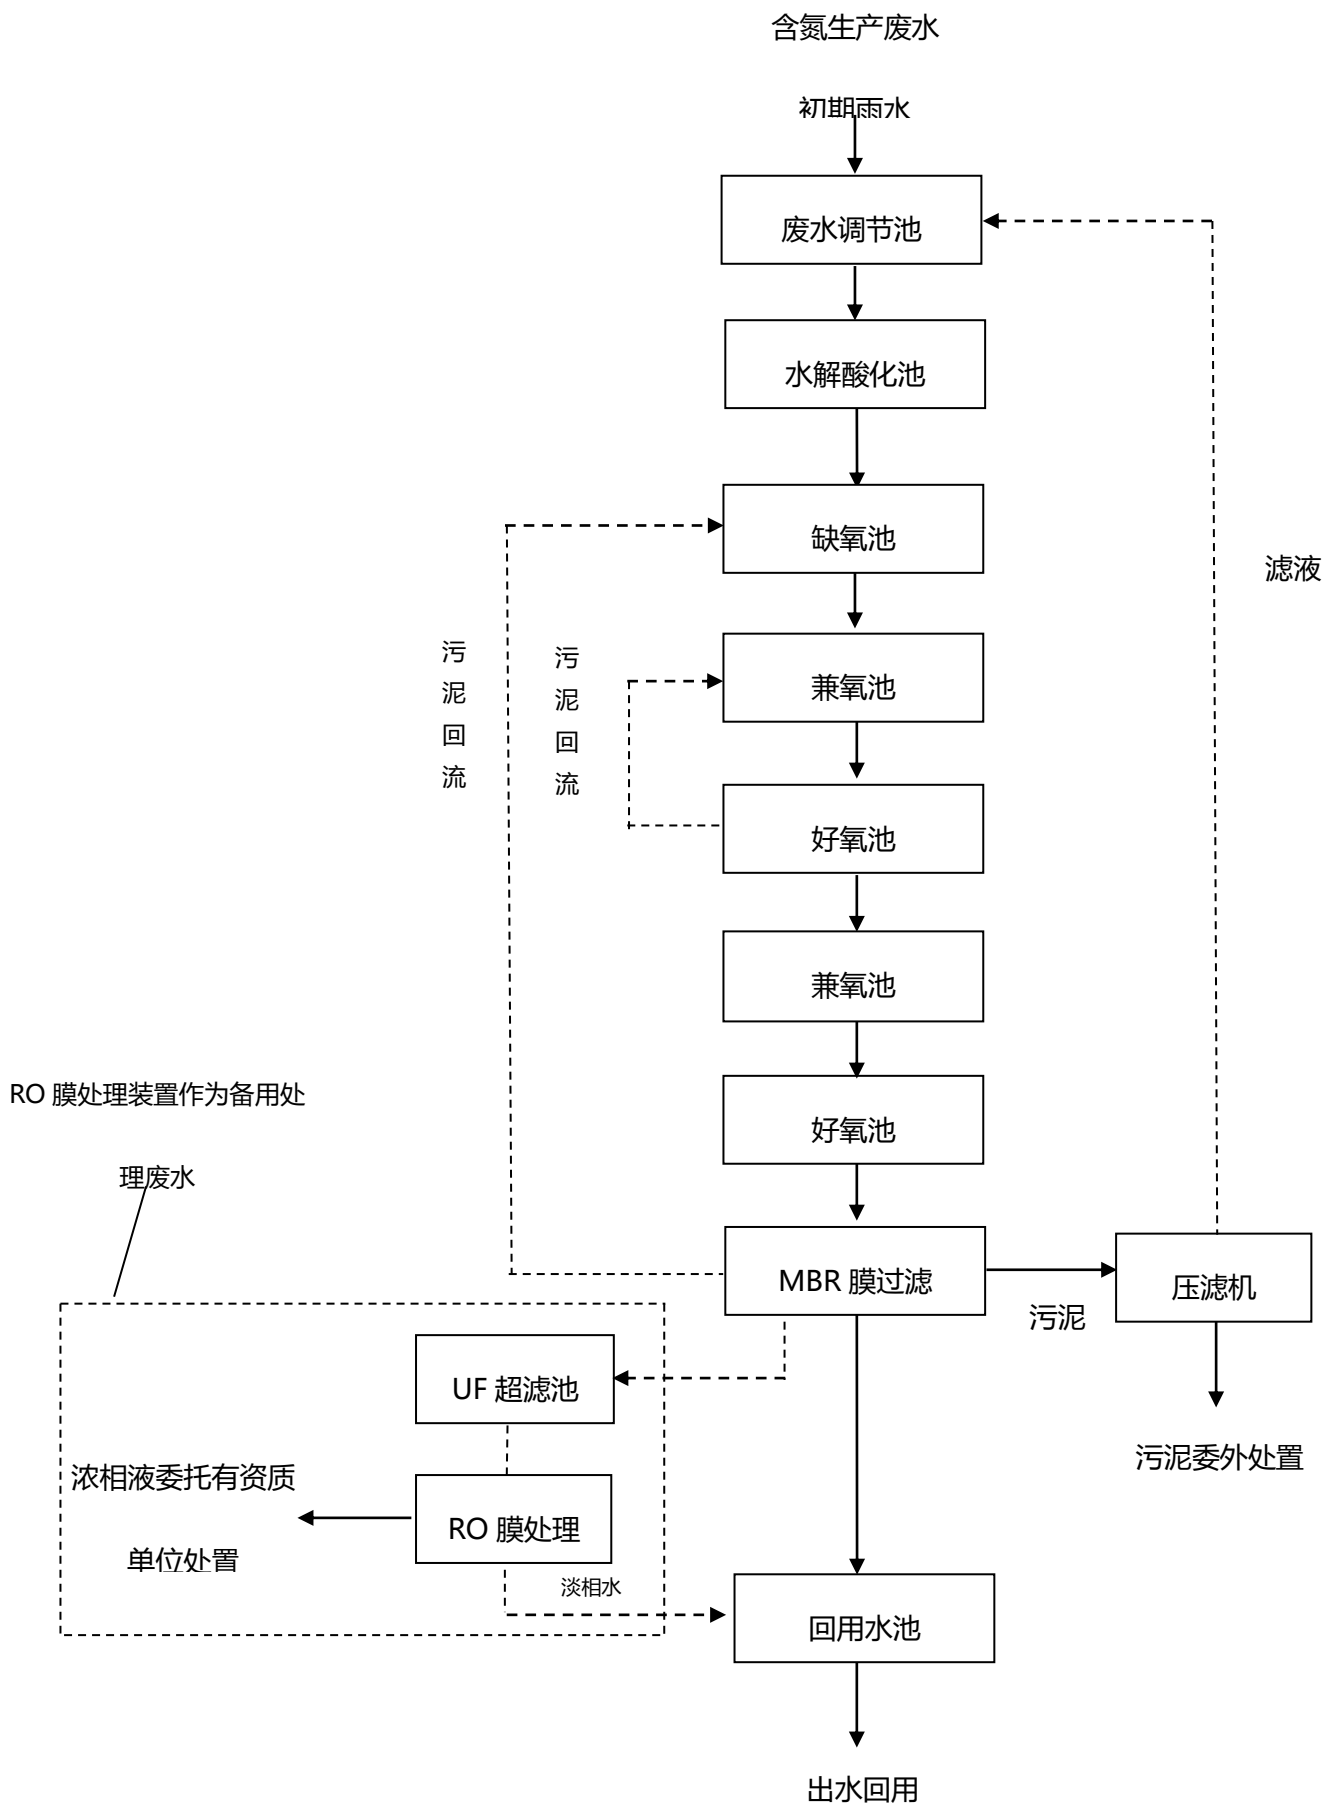 含氮生产废水
初期雨水
废水调节池
水解酸化池
缺氧池
滤液
污泥回流
污泥回流
兼氧池
好氧池
兼氧池
RO 膜处理装置作为备用处
理废水
好氧池
MBR 膜过滤
压滤机
污泥
UF 超滤池
污泥委外处置
浓相液委托有资质
单位处置
RO 膜处理
淡相水
回用水池
出水回用